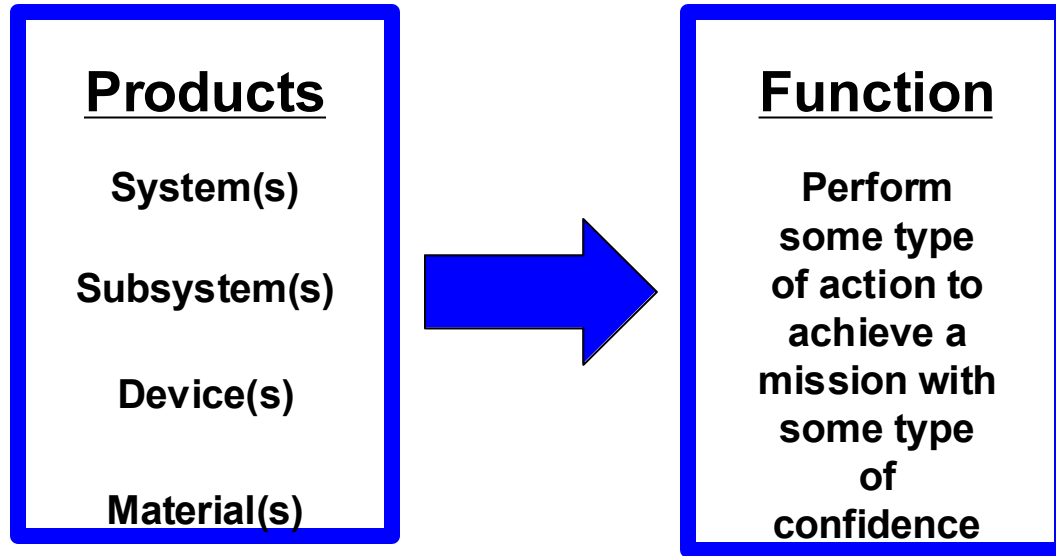 Products
System(s)
Subsystem(s)
Device(s)
Material(s)
Function
Perform
some type
of action to
achieve a
mission with
some type
of
confidence